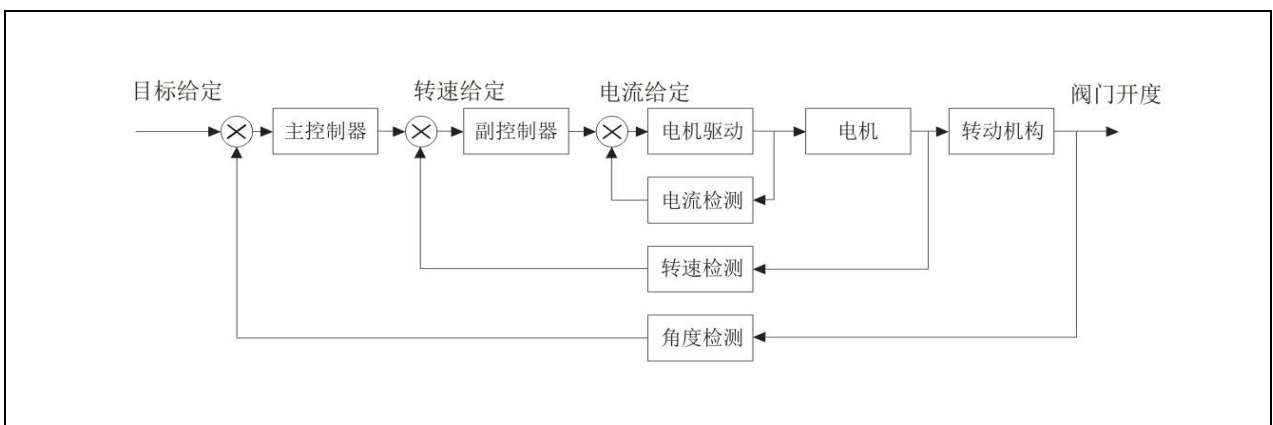 目标给定
转速给定
电流给定
阀门开度
主控制器
副控制器
电机驱动
电机
转动机构
电流检测
转速检测
角度检测